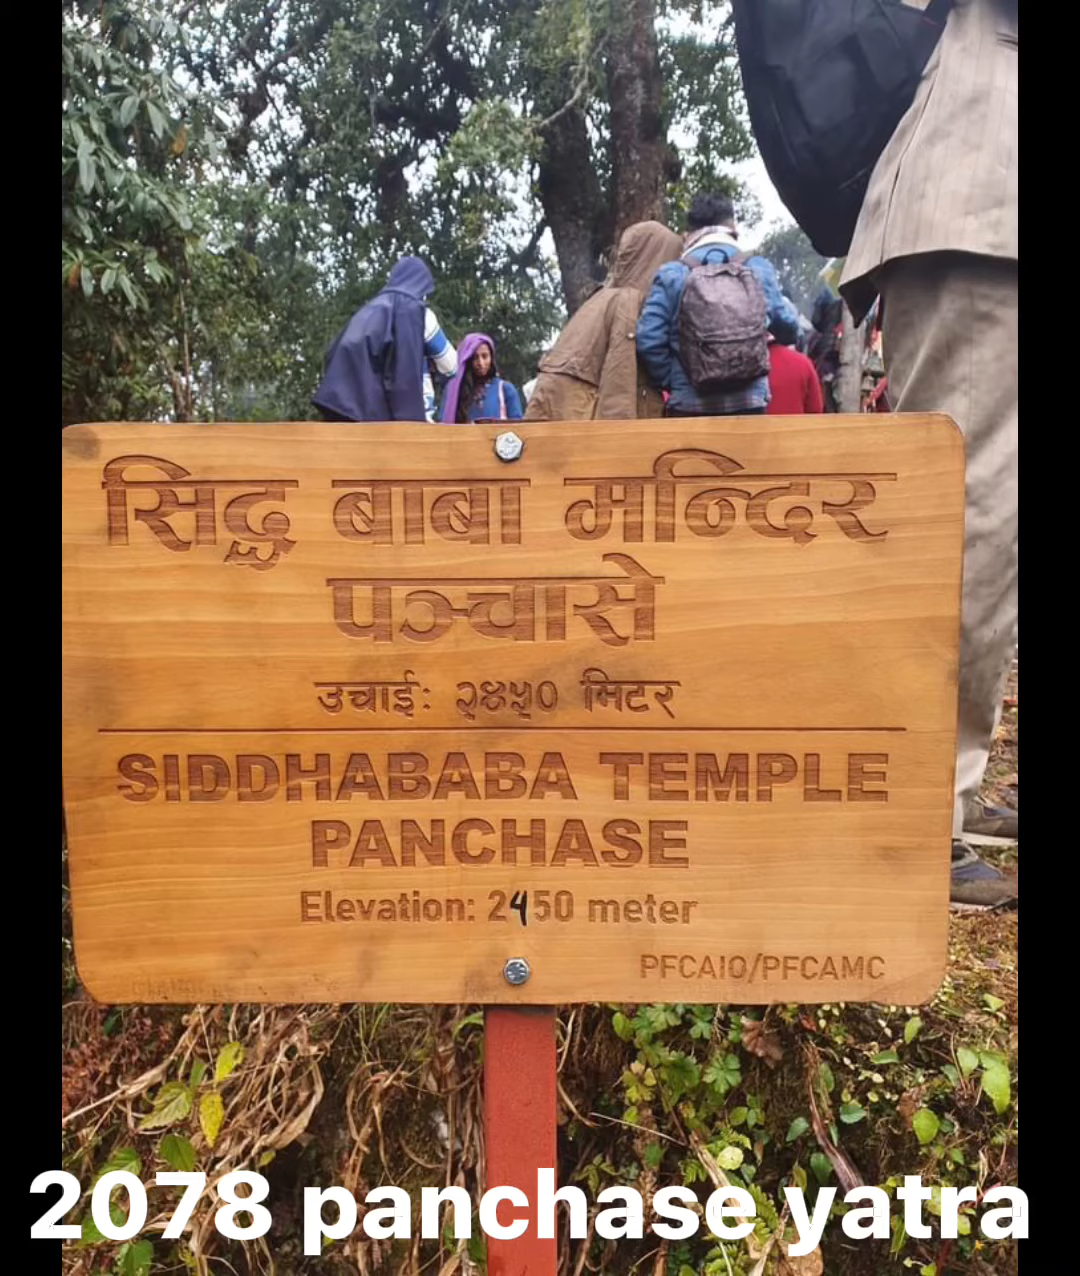 सिद्ध बाबा मन्दिर
पञ्चासे
उचाई: २४५० मिटर
SIDDHABABA TEMPLE
PANCHASE
Elevation: 2450 meter
PFCAIO/PFCAMC
2078 panchase yatra